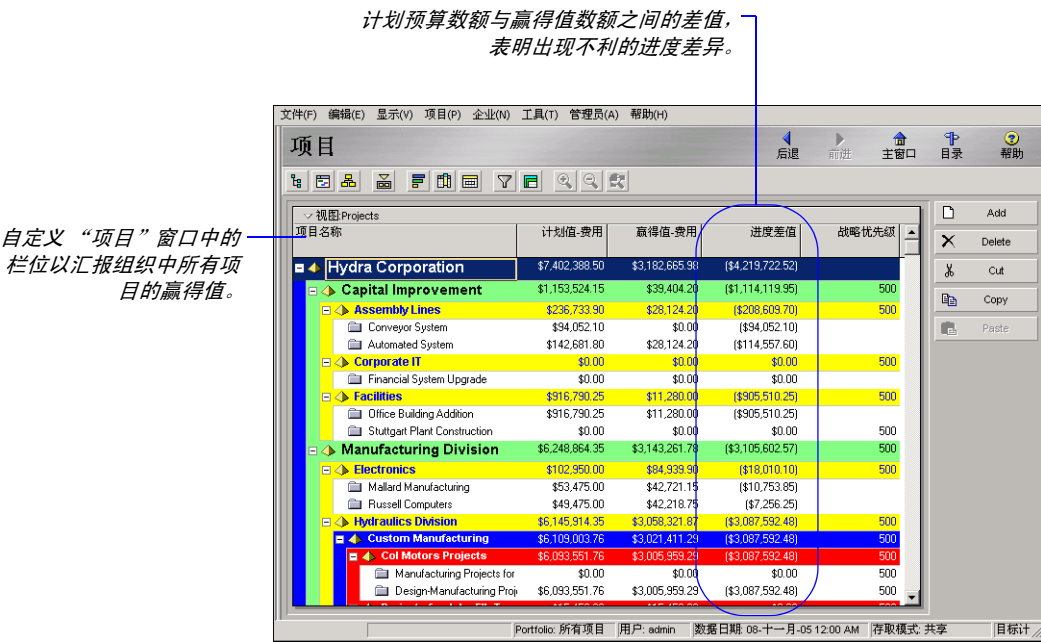 计划预算数额与赢得值数额之间的差值，
表明出现不利的进度差异。
自定义 “项目”窗口中的
栏位以汇报组织中所有项
目的赢得值。
文件(F) 编辑(E) 显示(V) 项目(P) 企业(N) 工具(T) 管理员(A) 帮助(H)
项目
后退 前进 主窗口 目录 帮助
视图:Projects
项目名称 计划值-费用 赢得值-费用 进度差值 战略优先级
Hydra Corporation $7,402,388.50 $3,182,665.98 ($4,219,722.52)
Capital Improvement $1,153,524.15 $39,404.20 ($1,114,119.95) 500
Assembly Lines $236,733.90 $28,124.20 ($208,609.70) 500
Conveyor System $94,052.10 $0.00 ($94,052.10)
Automated System $142,681.80 $28,124.20 ($114,557.60)
Corporate IT $0.00 $0.00 $0.00 500
Financial System Upgrade $0.00 $0.00 $0.00
Facilities $916,790.25 $11,280.00 ($905,510.25) 500
Office Building Addition $916,790.25 $11,280.00 ($905,510.25)
Stuttgart Plant Construction $0.00 $0.00 $0.00 500
Manufacturing Division $6,248,864.35 $3,143,261.78 ($3,105,602.57) 500
Electronics $102,950.00 $84,939.90 ($18,010.10) 500
Mallard Manufacturing $53,475.00 $42,721.15 ($10,753.85)
Russell Computers $49,475.00 $42,218.75 ($7,256.25)
Hydraulics Division $6,145,914.35 $3,058,321.87 ($3,087,592.48) 500
Custom Manufacturing $6,109,003.76 $3,021,411.29 ($3,087,592.48) 500
Col Motors Projects $6,093,551.76 $3,005,959.29 ($3,087,592.48) 500
Manufacturing Projects for $0.00 $0.00 $0.00 500
Design-Manufacturing Proj $6,093,551.76 $3,005,959.29 ($3,087,592.48) 500
Add
Delete
Cut
Copy
Paste
Portfolio: 所有项目 用户: admin 数据日期: 08-十一月-05 12:00 AM 存取模式: 共享 目标计